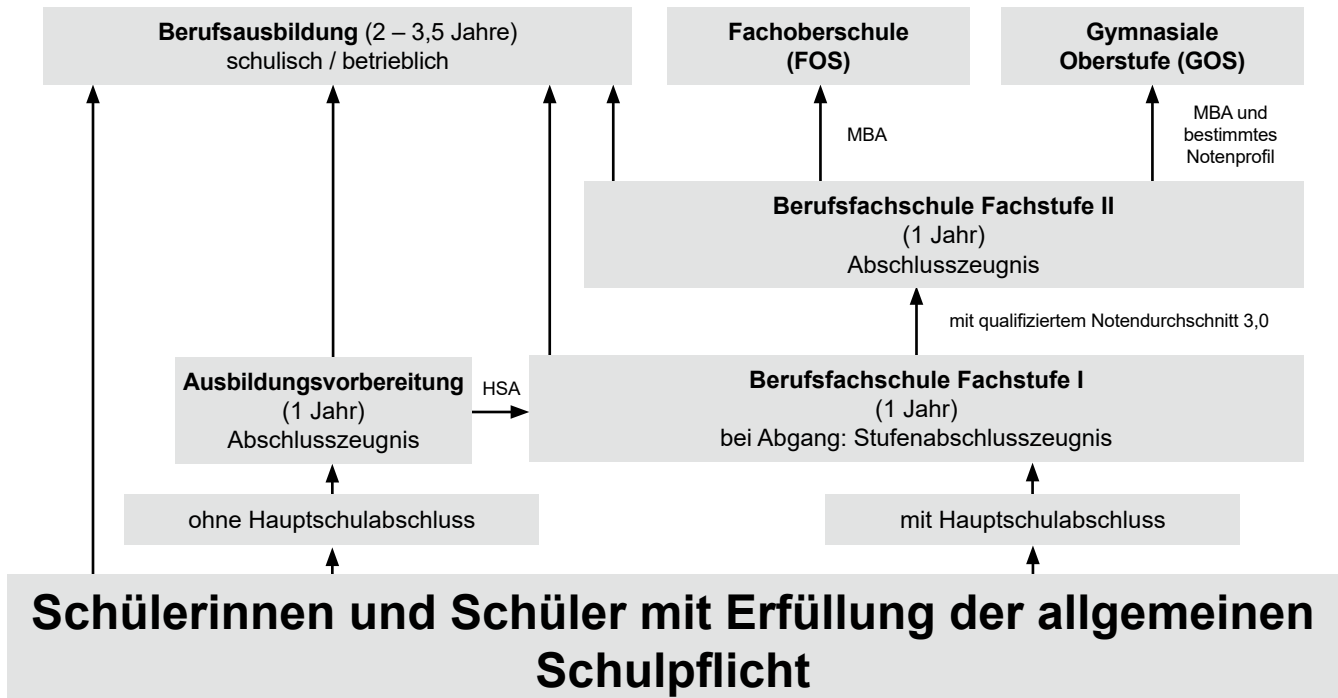 Berufsausbildung (2 – 3,5 Jahre)
schulisch / betrieblich
Fachoberschule
(FOS)
Gymnasiale
Oberstufe (GOS)
MBA
MBA und
bestimmtes
Notenprofil
Berufsfachschule Fachstufe II
(1 Jahr)
Abschlusszeugnis
mit qualifiziertem Notendurchschnitt 3,0
Ausbildungsvorbereitung
(1 Jahr)
Abschlusszeugnis
HSA
Berufsfachschule Fachstufe I
(1 Jahr)
bei Abgang: Stufenabschlusszeugnis
ohne Hauptschulabschluss
mit Hauptschulabschluss
Schülerinnen und Schüler mit Erfüllung der allgemeinen
Schulpflicht